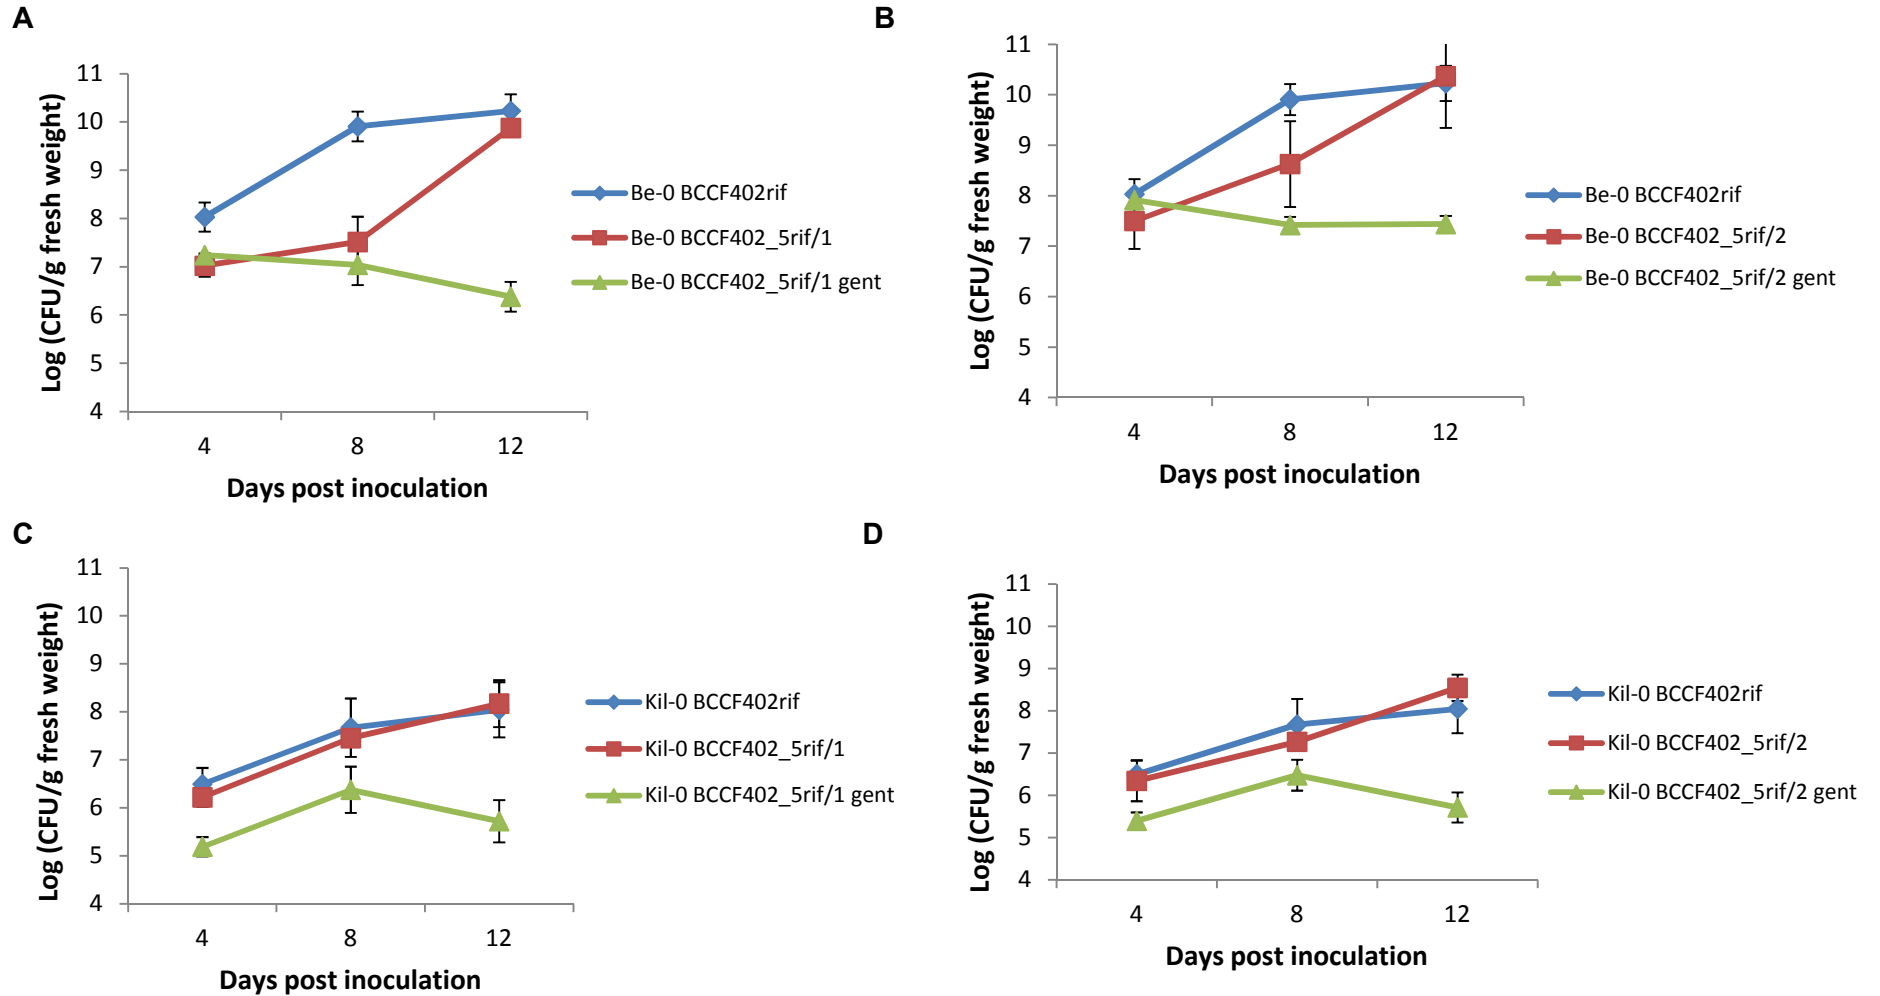 A
Log (CFU/g fresh weight)
11
10
9
8
7
6
5
4
4 8 12
Days post inoculation
Be-0 BCCF402rif
Be-0 BCCF402_5rif/1
Be-0 BCCF402_5rif/1 gent
B
Log (CFU/g fresh weight)
11
10
9
8
7
6
5
4
4 8 12
Days post inoculation
Be-0 BCCF402rif
Be-0 BCCF402_5rif/2
Be-0 BCCF402_5rif/2 gent
C
Log (CFU/g fresh weight)
11
10
9
8
7
6
5
4
4 8 12
Days post inoculation
Kil-0 BCCF402rif
Kil-0 BCCF402_5rif/1
Kil-0 BCCF402_5rif/1 gent
D
Log (CFU/g fresh weight)
11
10
9
8
7
6
5
4
4 8 12
Days post inoculation
Kil-0 BCCF402rif
Kil-0 BCCF402_5rif/2
Kil-0 BCCF402_5rif/2 gent